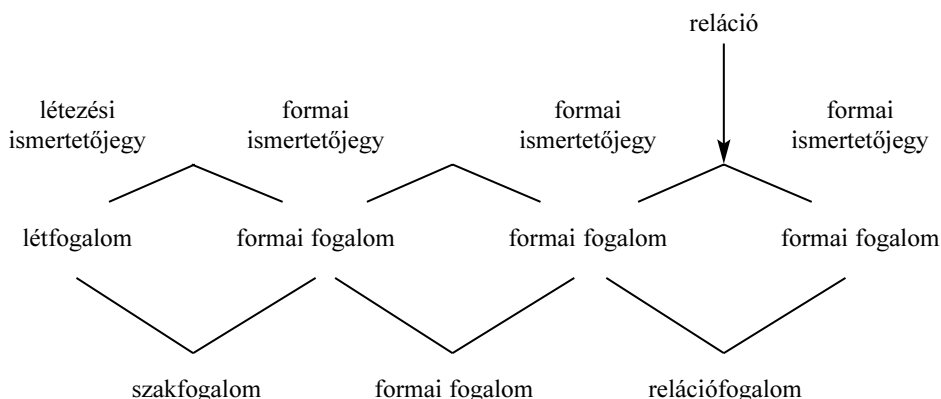 reláció
létezési
ismertetőjegy
formai
ismertetőjegy
formai
ismertetőjegy
formai
ismertetőjegy
létfogalom
formai fogalom
formai fogalom
formai fogalom
szakfogalom
formai fogalom
relációfogalom